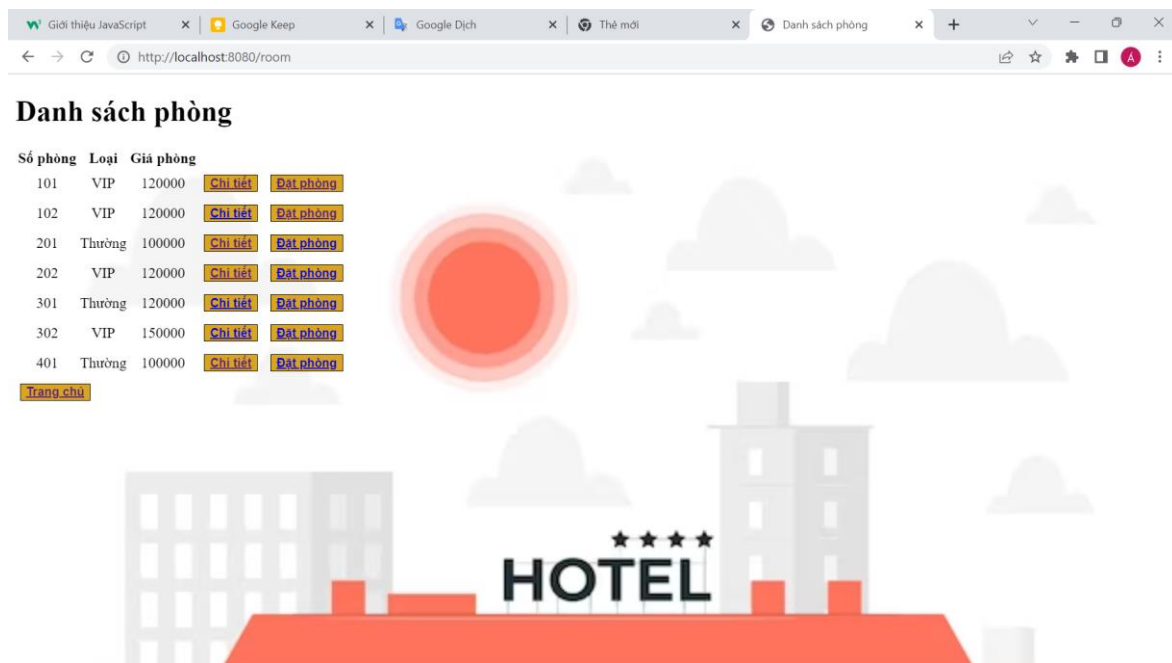 Giới thiệu JavaScript Google Keep Google Dịch Thẻ mới Danh sách phòng
http://localhost:8080/room Á
Danh sách phòng
Số phòng Loại Giá phòng
101 VIP 120000 Chi tiết Đặt phòng
102 VIP 120000 Chi tiết Đặt phòng
201 Thường 100000 Chi tiết Đặt phòng
202 VIP 120000 Chi tiết Đặt phòng
301 Thường 120000 Chi tiết Đặt phòng
302 VIP 150000 Chi tiết Đặt phòng
401 Thường 100000 Chi tiết Đặt phòng
Trang chủ
HOTEL